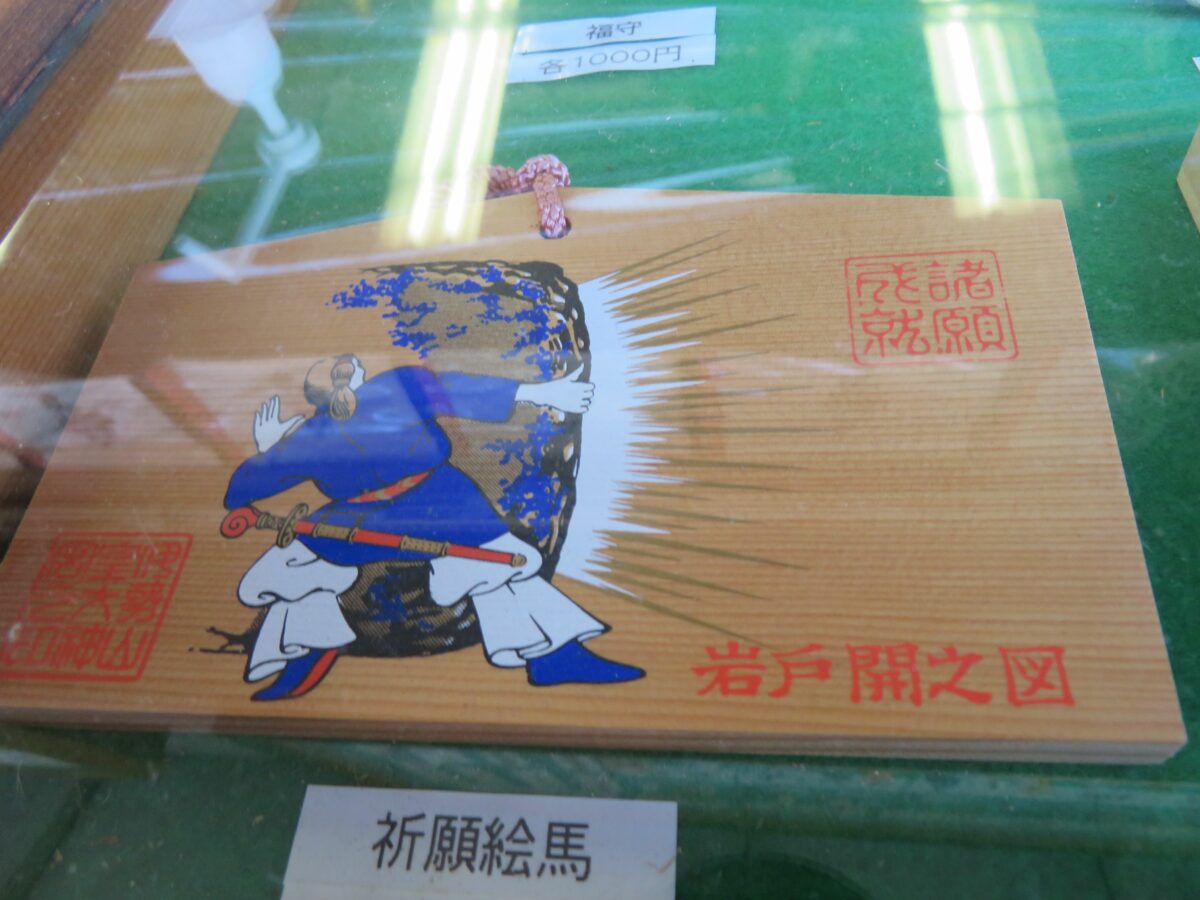 福守
各1000円
諸願
成就
伊勢山
皇大神
岩戸開之図
祈願絵馬